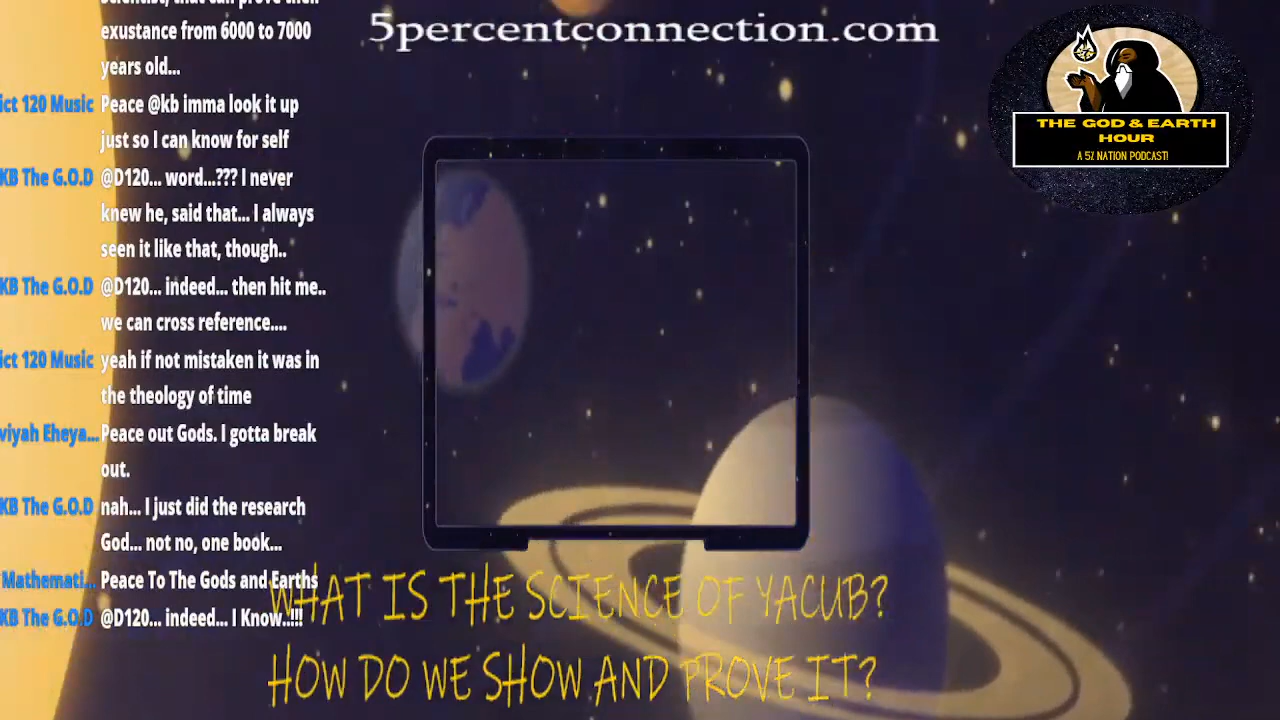 5percentconnection.com
THE GOD & EARTH
HOUR
A 5% NATION PODCAST!
exustance from 6000 to 7000
years old...
ict 120 Music Peace @kb imma look it up
just so I can know for self
KB The G.O.D @D120... word...??? I never
knew he, said that... I always
seen it like that, though..
KB The G.O.D @D120... indeed... then hit me..
we can cross reference....
ict 120 Music yeah if not mistaken it was in
the theology of time
viyah Eheya... Peace out Gods. I gotta break
out.
KB The G.O.D nah... I just did the research
God... not no, one book...
Mathemati... Peace To The Gods and Earths
KB The G.O.D @D120... indeed... I Know..!!!
WHAT IS THE SCIENCE OF YACUB?
HOW DO WE SHOW AND PROVE IT?